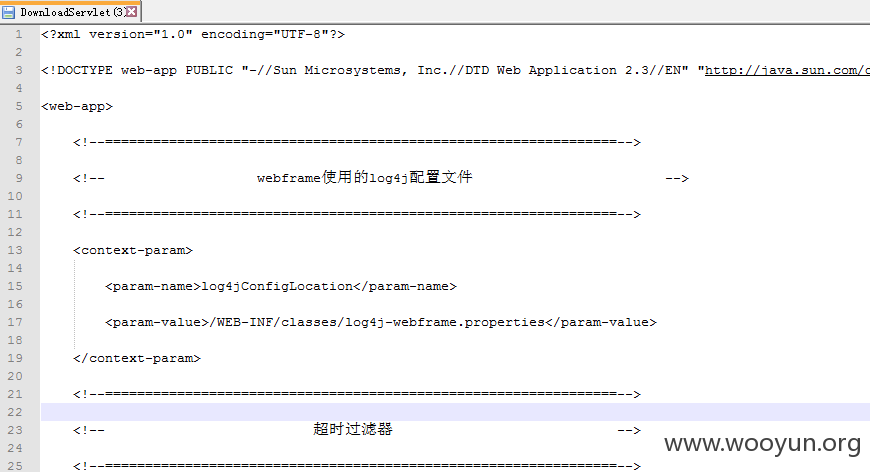 DownloadServlet (3)
1 <?xml version="1.0" encoding="UTF-8"?>
2
3 <!DOCTYPE web-app PUBLIC "-//Sun Microsystems, Inc.//DTD Web Application 2.3//EN" "http://java.sun.com/
4
5 <web-app>
6
7 <!--================================================================-->
8
9 <!-- webframe使用的log4j配置文件 -->
10
11 <!--================================================================-->
12
13 <context-param>
14
15 <param-name>log4jConfigLocation</param-name>
16
17 <param-value>/WEB-INF/classes/log4j-webframe.properties</param-value>
18
19 </context-param>
20
21 <!--================================================================-->
22
23 <!-- 超时过滤器 -->
24
25 <!--================================================================-->
www.wooyun.org